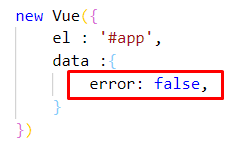 new Vue({
    el : '#app',
    data :{
        error: false,
    }
})